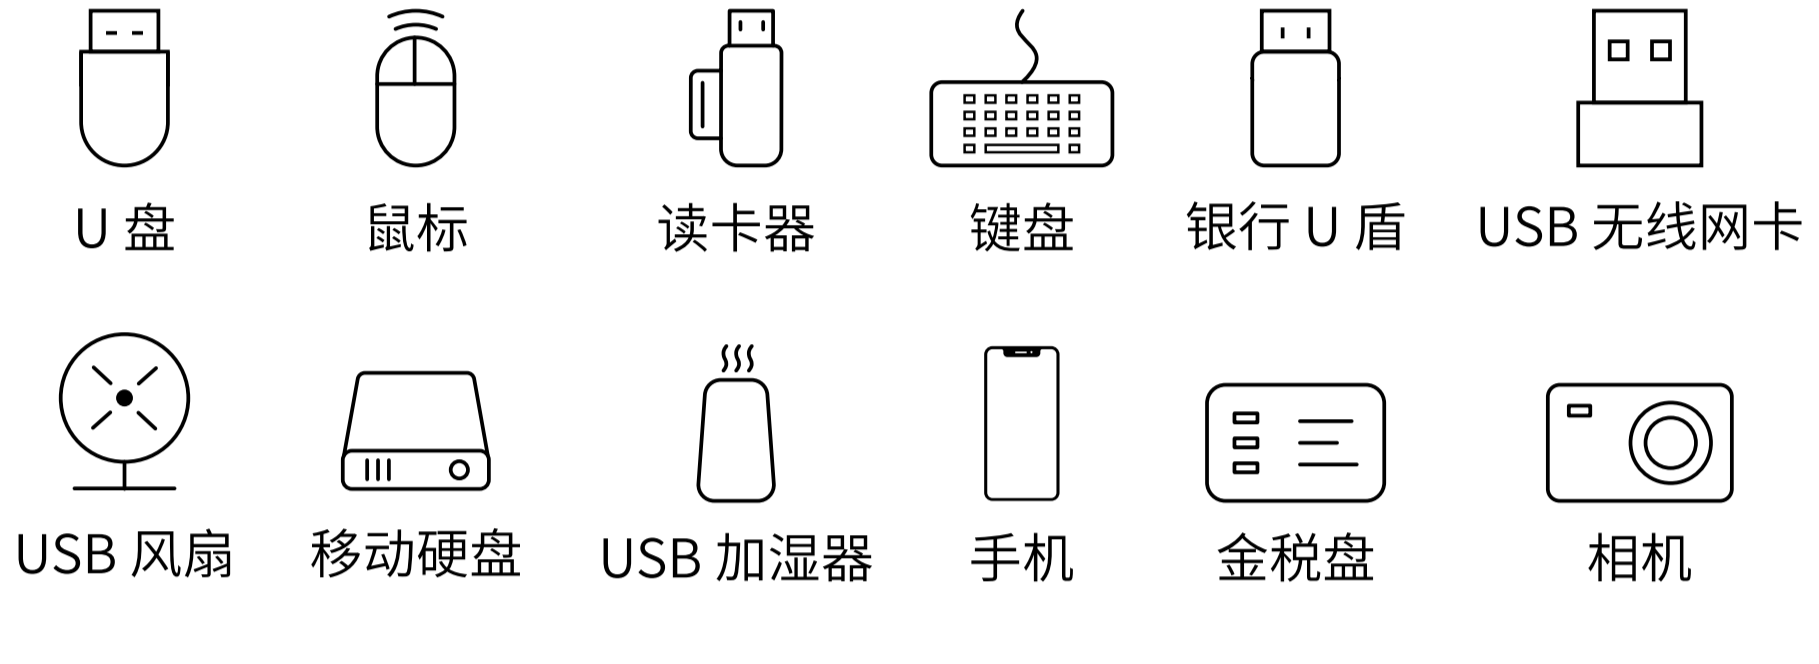 U 盘
鼠标
读卡器
键盘
银行 U 盾
USB 无线网卡
USB 风扇
移动硬盘
USB 加湿器
手机
金税盘
相机